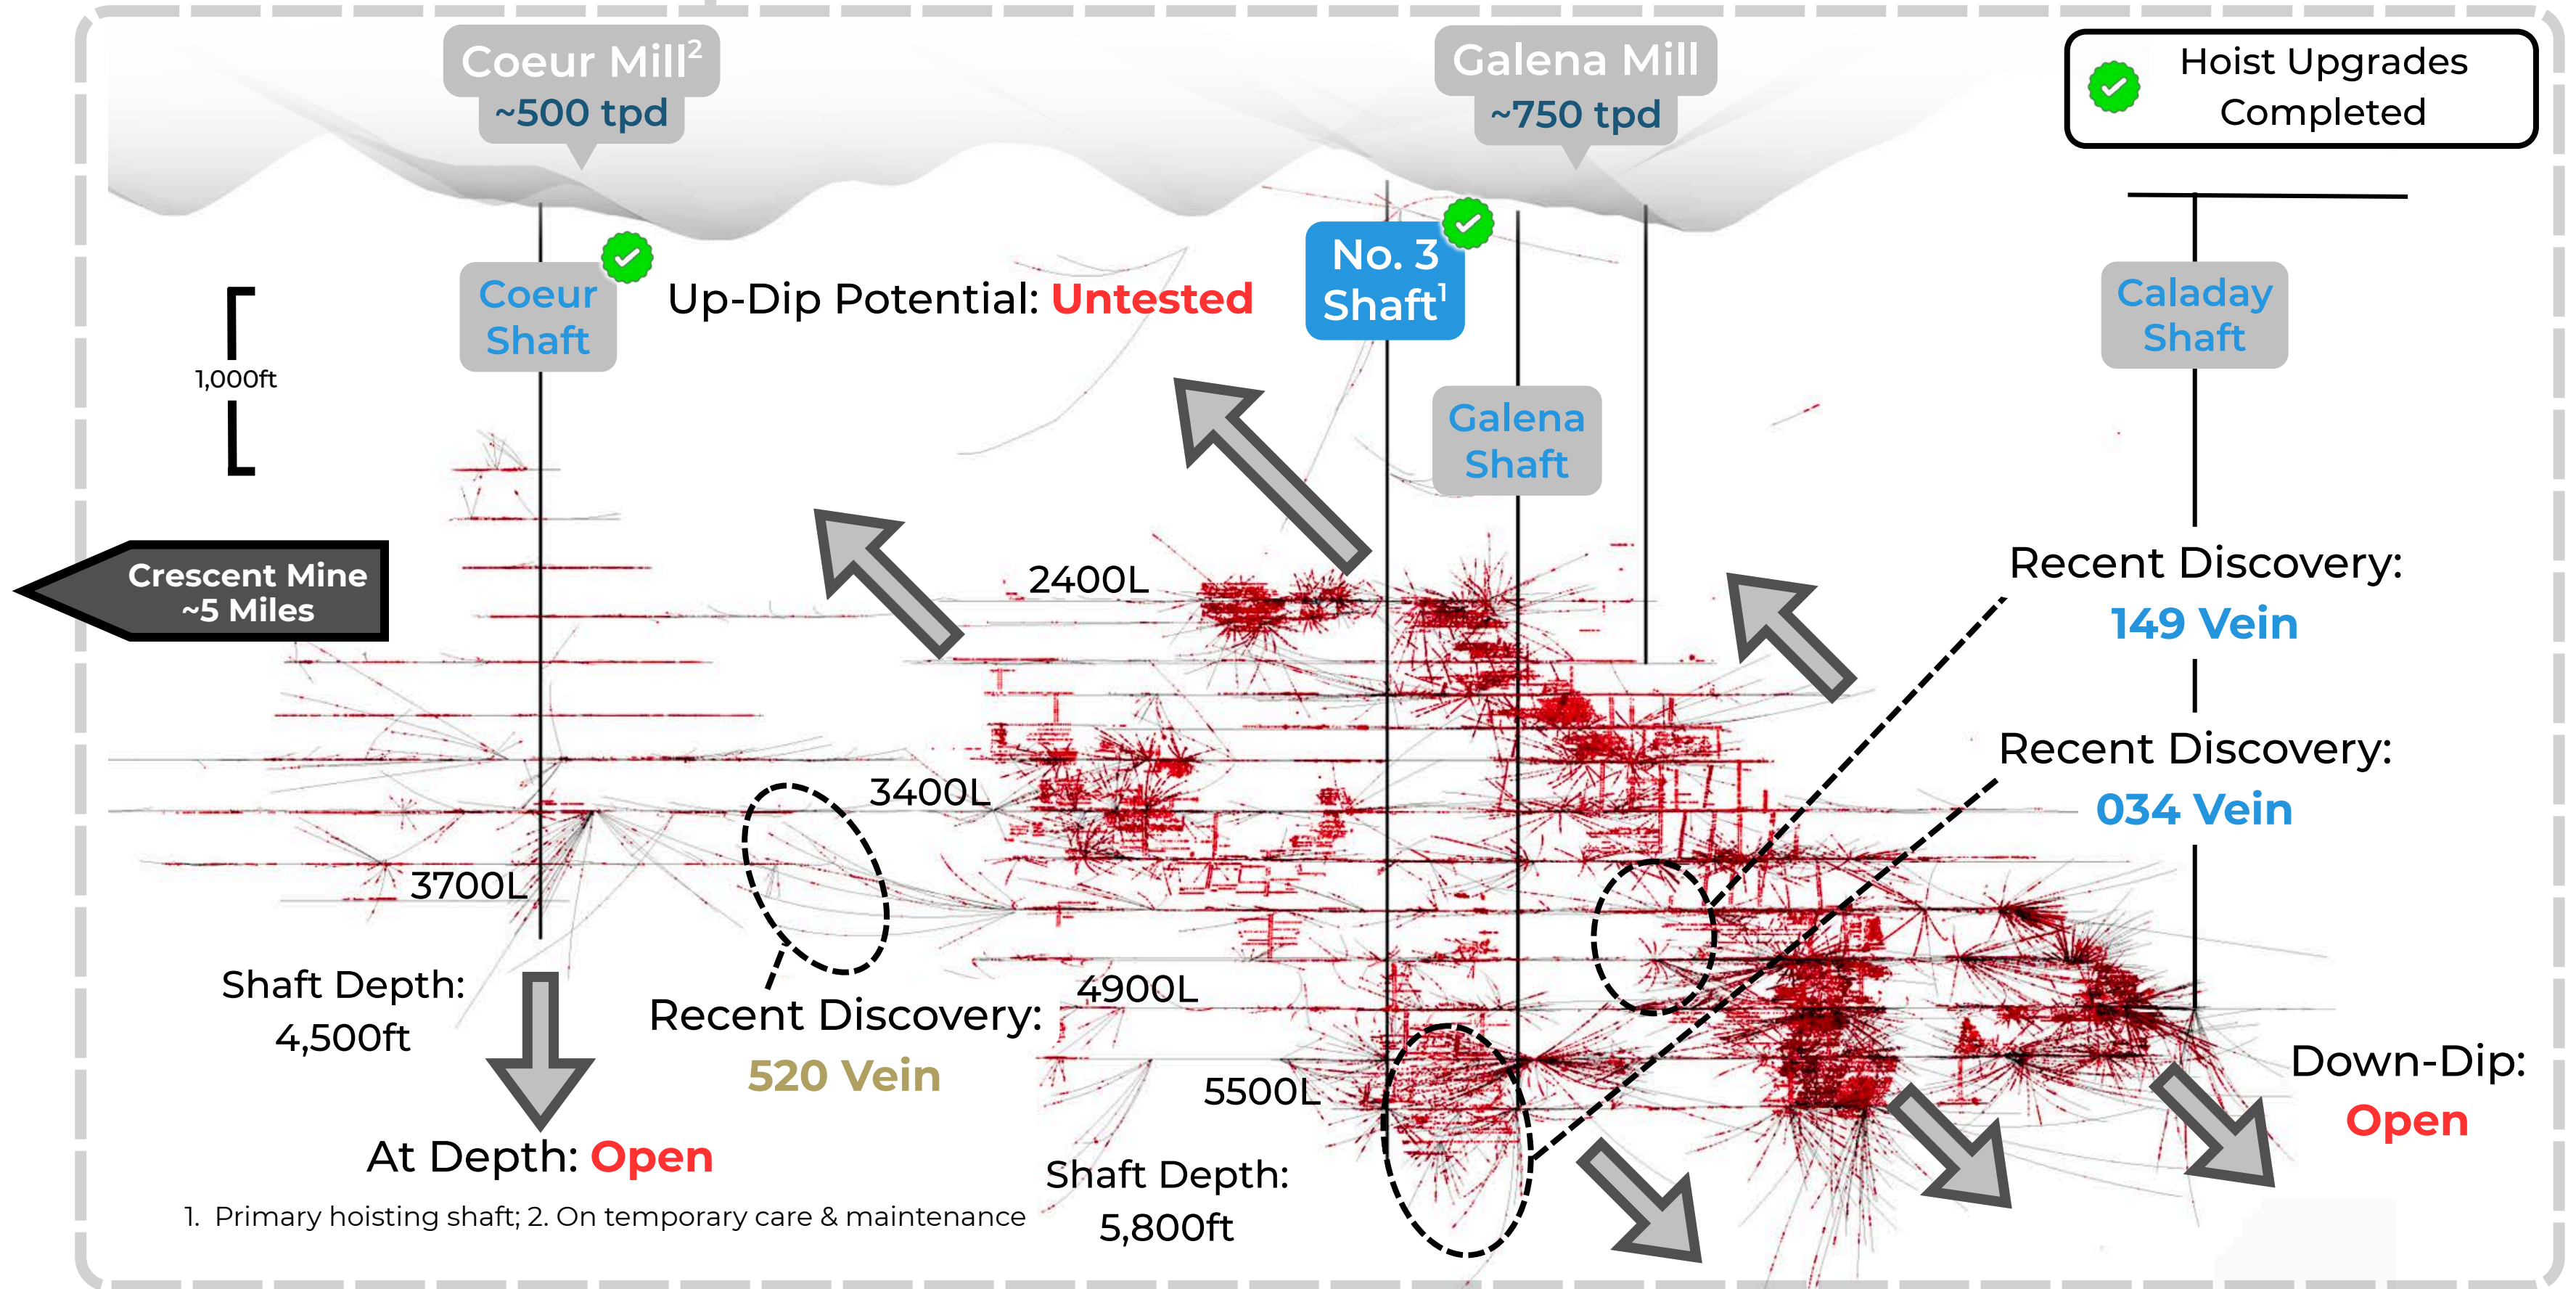 Coeur Mill²
~500 tpd
Galena Mill
~750 tpd
Hoist Upgrades
Completed
Coeur
Shaft
Up-Dip Potential: Untested
No. 3
Shaft¹
Galena
Shaft
Caladay
Shaft
1,000ft
Crescent Mine
~5 Miles
2400L
3400L
3700L
4900L
5500L
Recent Discovery:
149 Vein
Recent Discovery:
034 Vein
Shaft Depth:
4,500ft
Recent Discovery:
520 Vein
At Depth: Open
Shaft Depth:
5,800ft
Down-Dip:
Open
1. Primary hoisting shaft; 2. On temporary care & maintenance